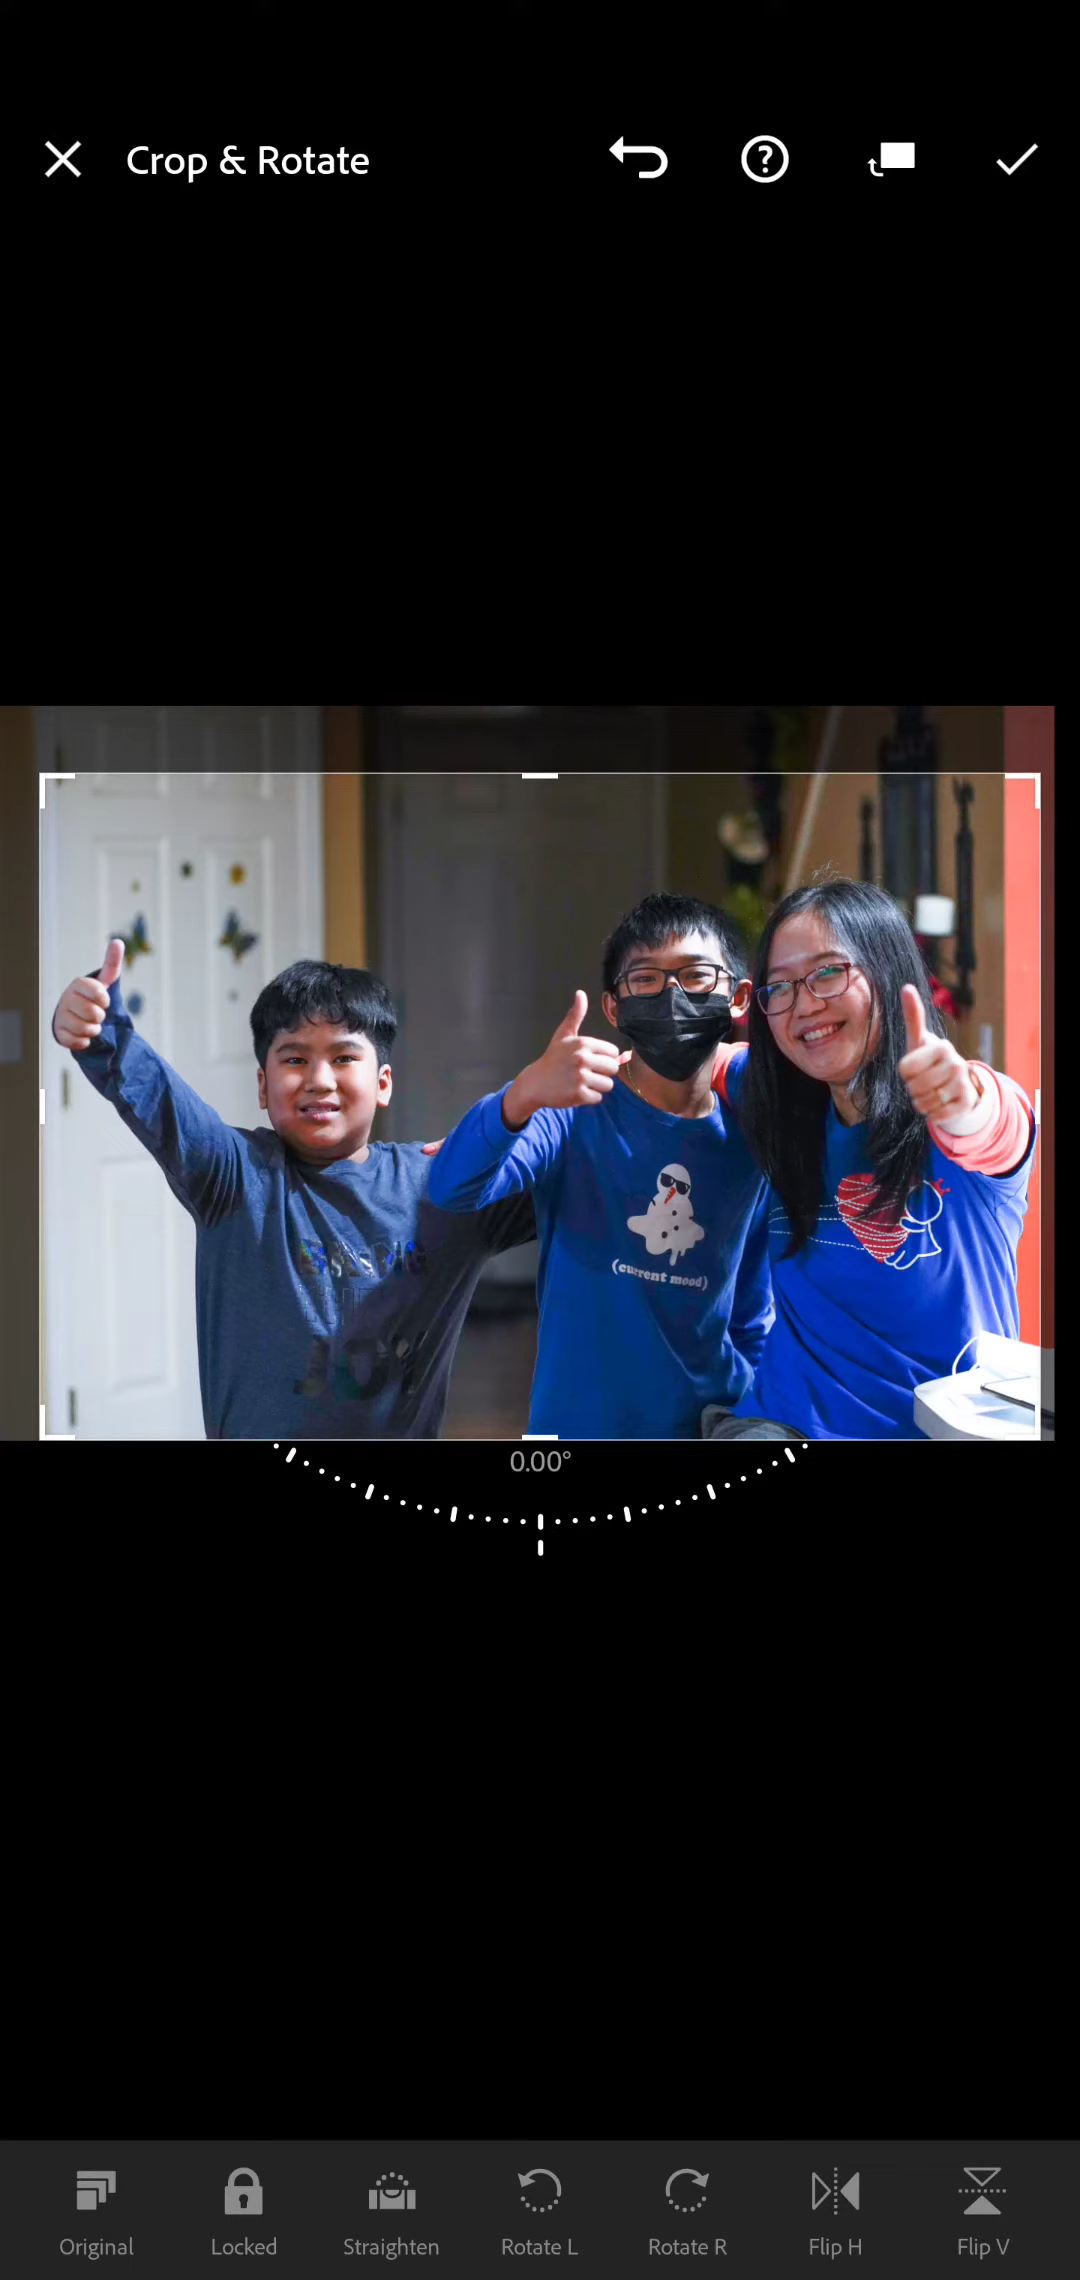 Crop & Rotate
(current mood)
0.00°
Original
Locked
Straighten
Rotate L
Rotate R
Flip H
Flip V